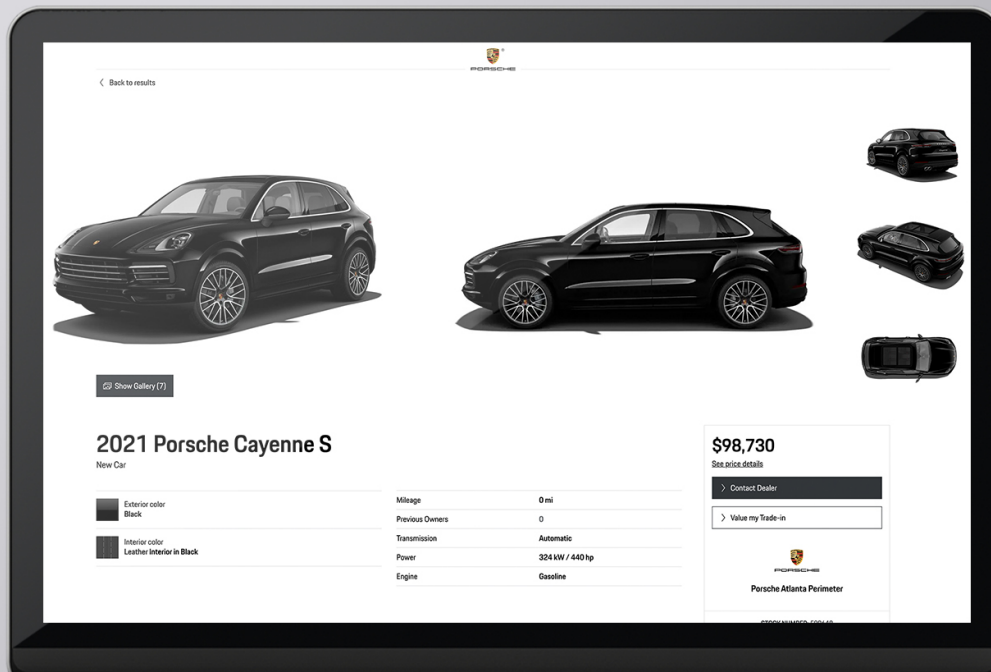 PORSCHE
Back to results
Show Gallery (7)
2021 Porsche Cayenne S
New Car
Exterior color
Black
Interior color
Leather Interior in Black
Mileage 0 mi
Previous Owners 0
Transmission Automatic
Power 324 kW / 440 hp
Engine Gasoline
$98,730
See price details
Contact Dealer
Value my Trade-in
PORSCHE
Porsche Atlanta Perimeter
STOCK NUMBER: